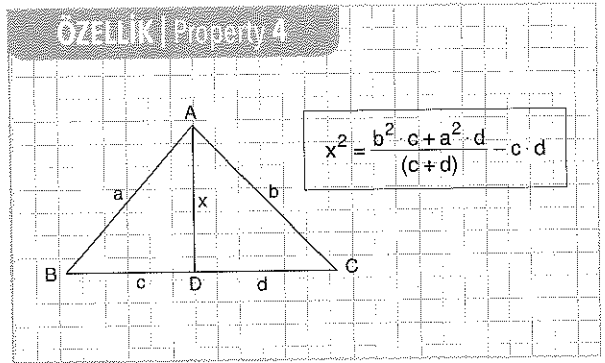 ÖZELLİK | Property 4
A
x² = (b² · c + a² · d) / (c + d) − c · d
a
x
b
B
c
D
d
C